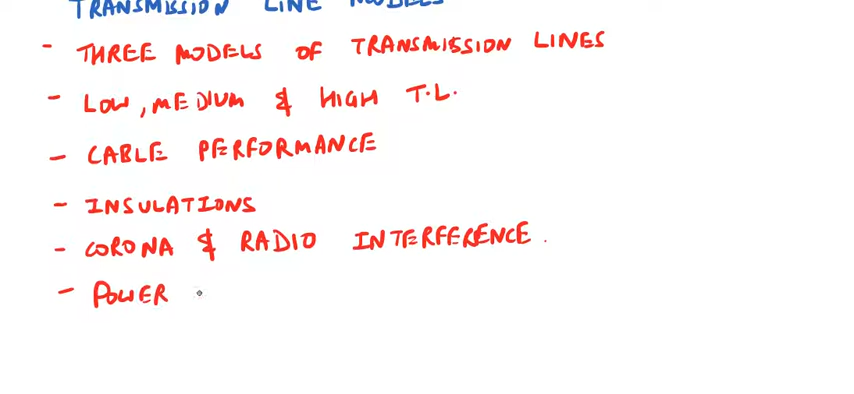 TRANSMISSION LINE MODELS
- THREE MODELS OF TRANSMISSION LINES
- LOW, MEDIUM & HIGH T.L.
- CABLE PERFORMANCE
- INSULATIONS
- CORONA & RADIO INTERFERENCE.
- POWER